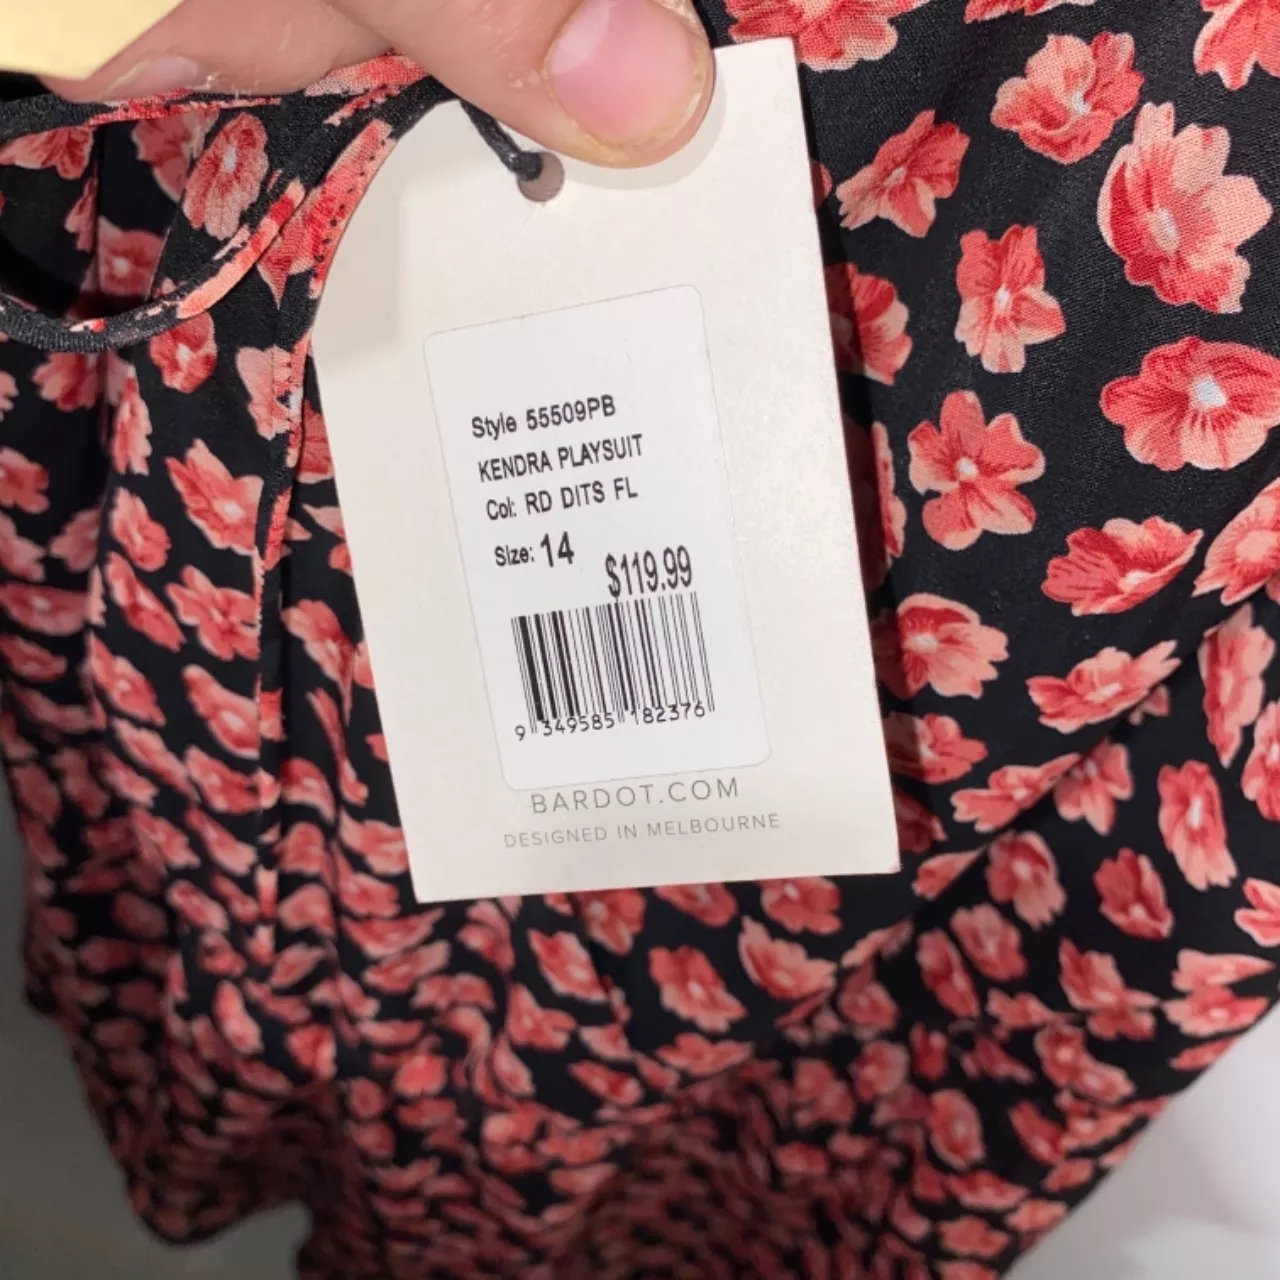 Style 55509PB
KENDRA PLAYSUIT
Col: RD DITS FL
Size: 14
$119.99
9 349585 182376
BARDOT.COM
DESIGNED IN MELBOURNE